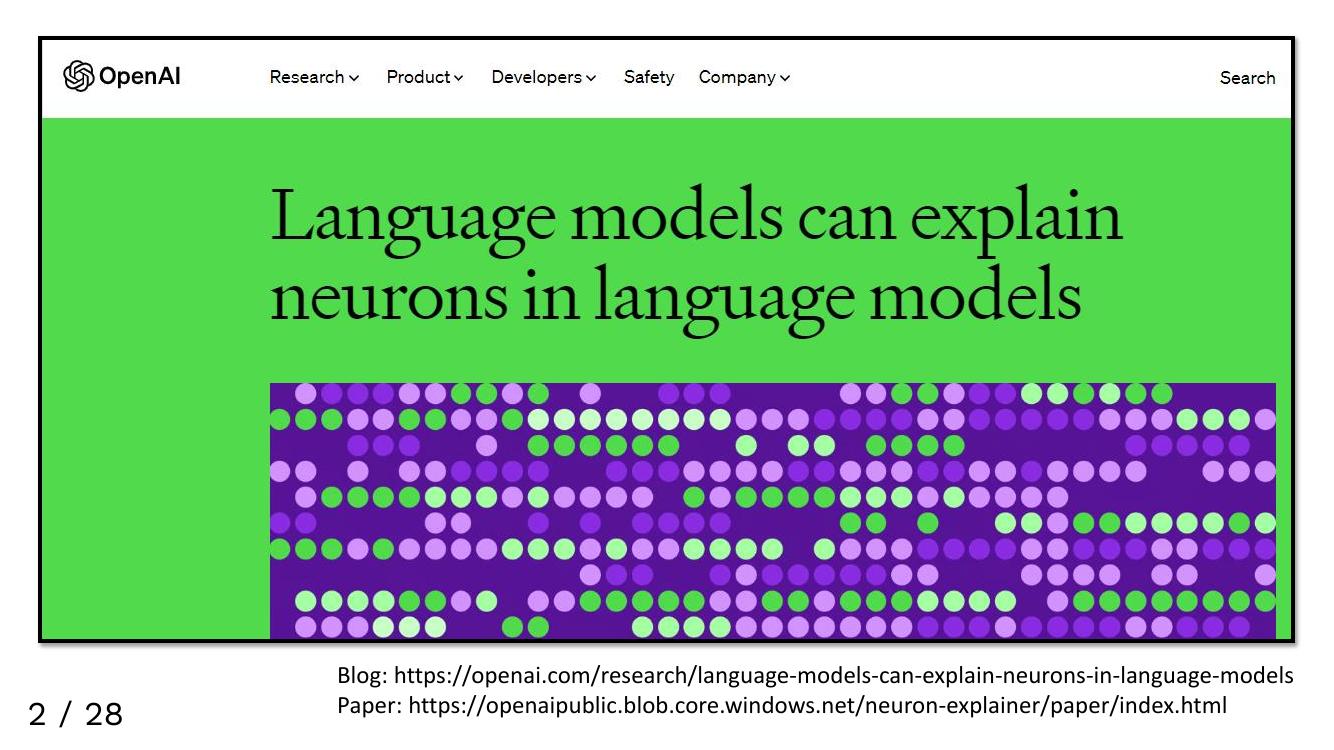 OpenAI Research Product Developers Safety Company Search
Language models can explain
neurons in language models
Blog: https://openai.com/research/language-models-can-explain-neurons-in-language-models
Paper: https://openaipublic.blob.core.windows.net/neuron-explainer/paper/index.html
2 / 28